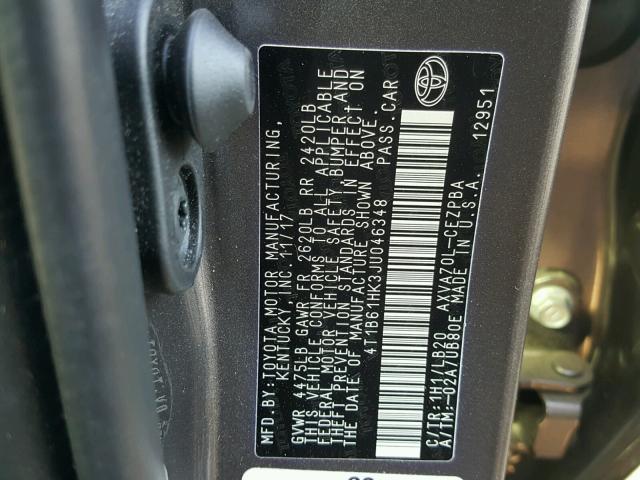 MFD.BY: TOYOTA MOTOR MANUFACTURING,
KENTUCKY, INC. 11/17
GVWR 4475LB GAWR FR 2620LB RR 2420LB
THIS VEHICLE CONFORMS TO ALL APPLICABLE
FEDERAL MOTOR VEHICLE SAFETY, BUMPER, AND
THEFT PREVENTION STANDARDS IN EFFECT ON
THE DATE OF MANUFACTURE SHOWN ABOVE.
4T1B61HK3JU046348 PASS.CAR
C/TR: 1H1/LB20 AXVA70L-CEZFBA
A/TM: -02A/UB80E MADE IN U.S.A. 12951